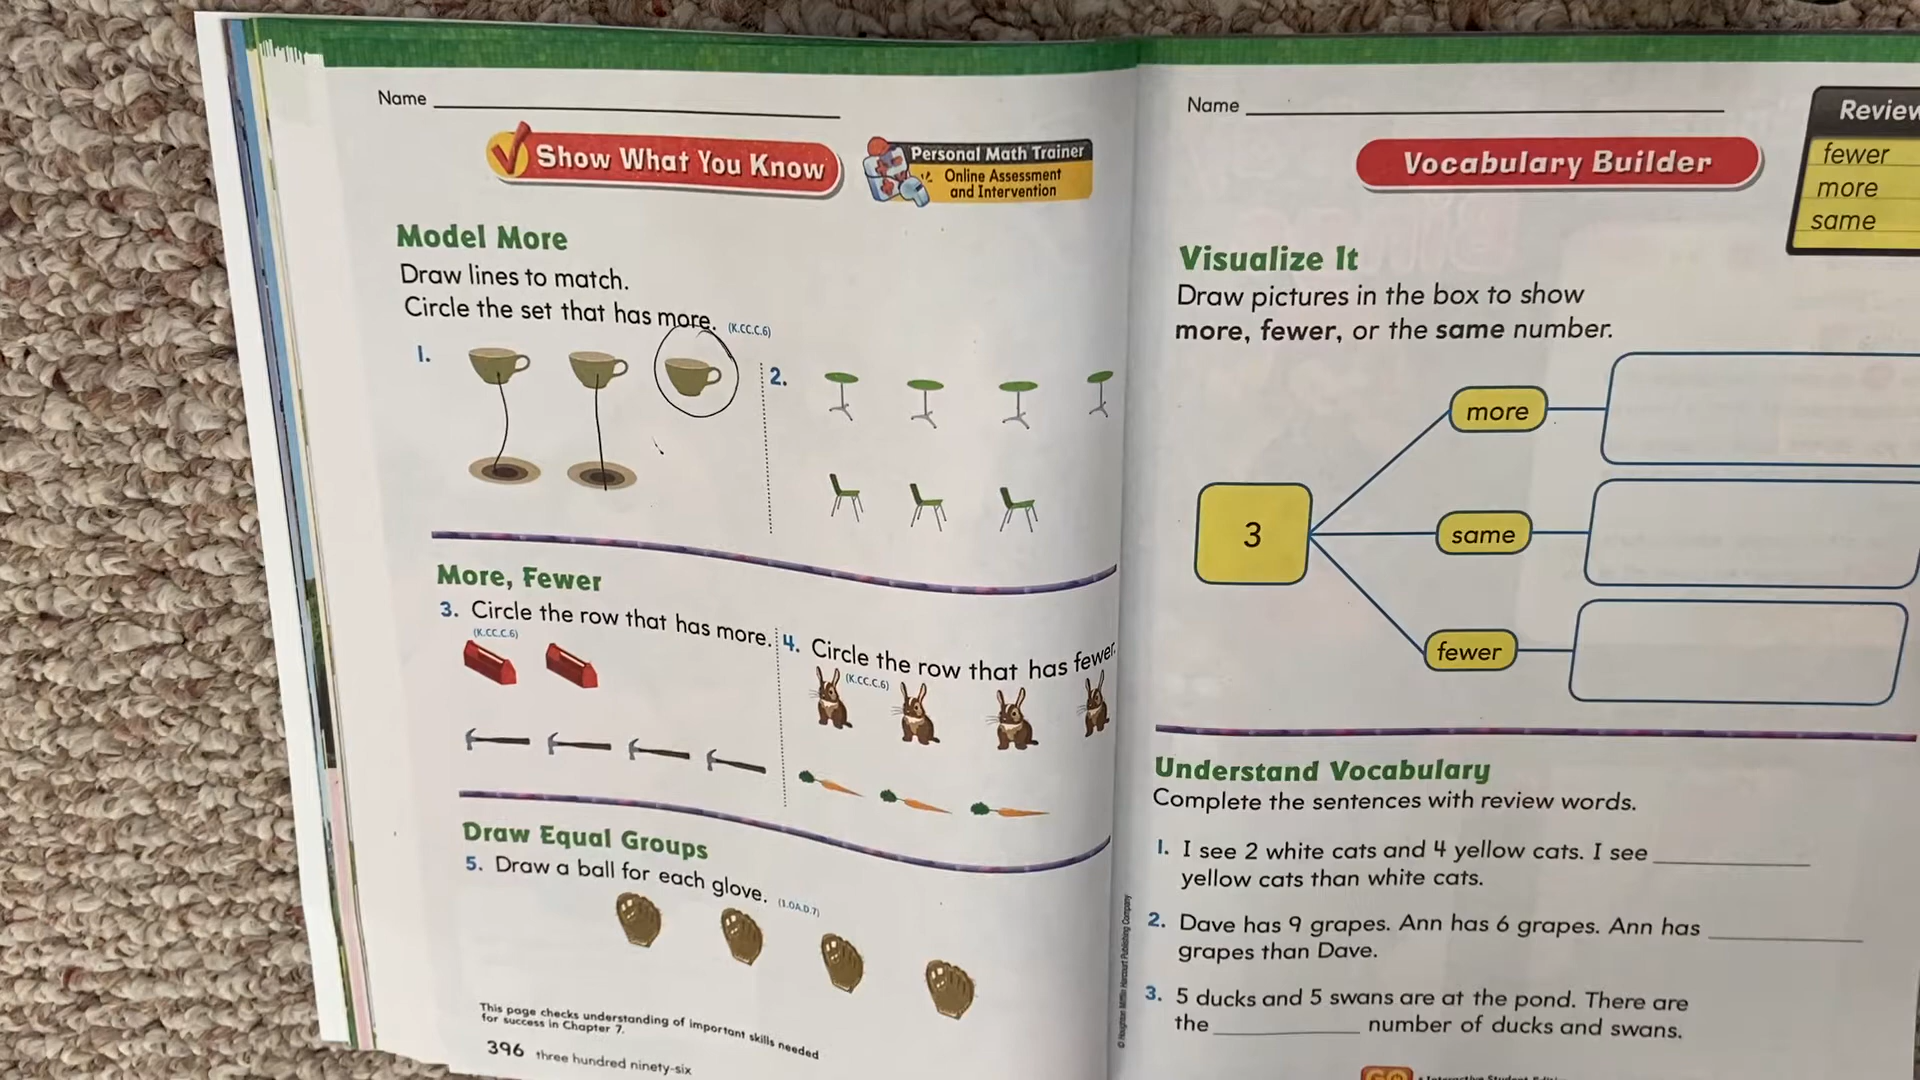 Name
Show What You Know
Personal Math Trainer
Online Assessment
and Intervention
Model More
Draw lines to match.
Circle the set that has more. (K.CC.C.6)
1.
2.
More, Fewer
3. Circle the row that has more.
(K.CC.C.6)
4. Circle the row that has fewer.
(K.CC.C.6)
Draw Equal Groups
5. Draw a ball for each glove. (1.OA.D.7)
This page checks understanding of important skills needed
for success in Chapter 7.
396 three hundred ninety-six
Name
Vocabulary Builder
Review
fewer
more
same
Visualize It
Draw pictures in the box to show
more, fewer, or the same number.
3
more
same
fewer
Understand Vocabulary
Complete the sentences with review words.
1. I see 2 white cats and 4 yellow cats. I see
yellow cats than white cats.
2. Dave has 9 grapes. Ann has 6 grapes. Ann has
grapes than Dave.
3. 5 ducks and 5 swans are at the pond. There are
the number of ducks and swans.
© Houghton Mifflin Harcourt Publishing Company
GO